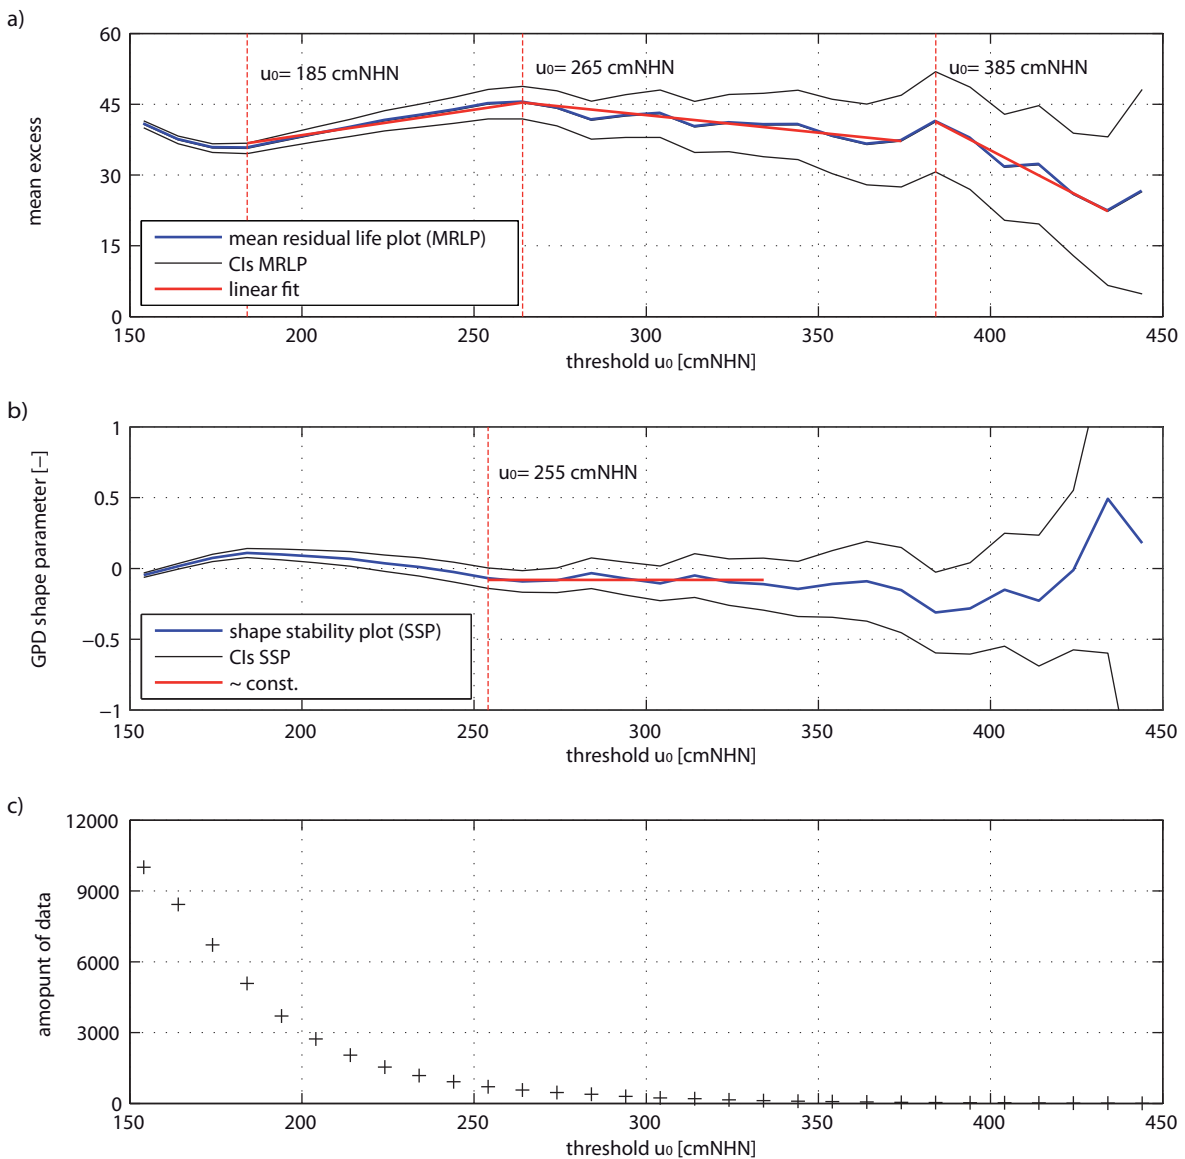 a)
60
45
30
15
0
mean excess
u₀= 185 cmNHN
u₀= 265 cmNHN
u₀= 385 cmNHN
mean residual life plot (MRLP)
CIs MRLP
linear fit
150 200 250 300 350 400 450
threshold u₀ [cmNHN]
b)
1
0.5
0
−0.5
−1
GPD shape parameter [−]
u₀= 255 cmNHN
shape stability plot (SSP)
CIs SSP
~ const.
150 200 250 300 350 400 450
threshold u₀ [cmNHN]
c)
12000
9000
6000
3000
0
amopunt of data
150 200 250 300 350 400 450
threshold u₀ [cmNHN]